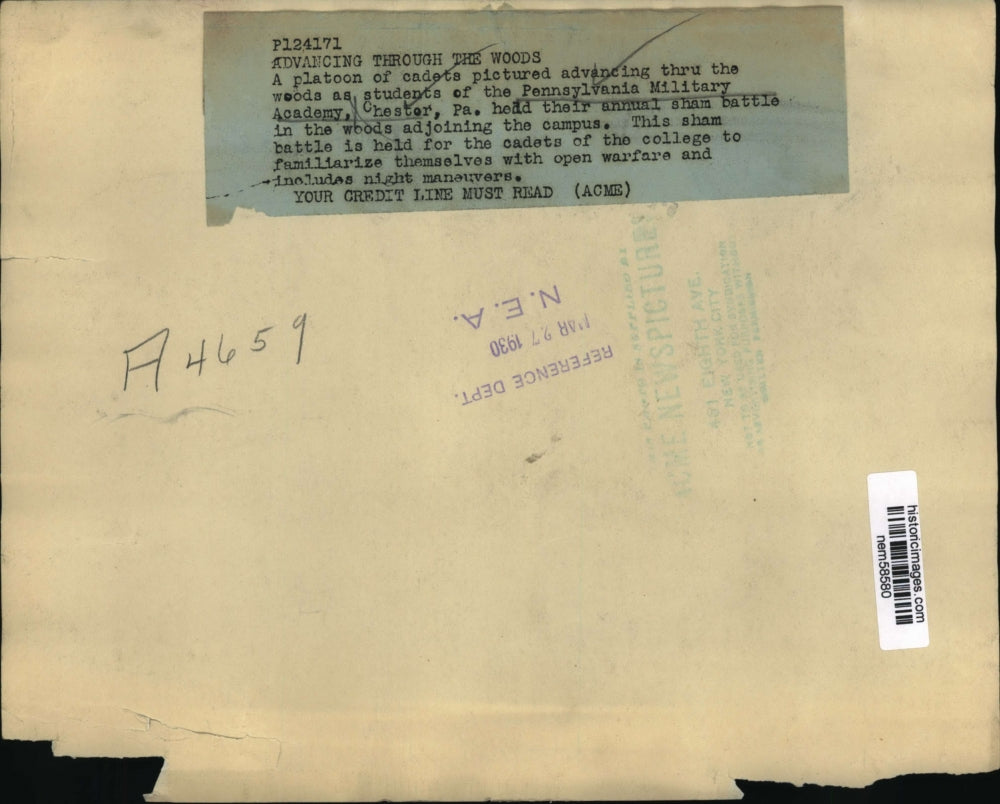 P124171
ADVANCING THROUGH THE WOODS
A platoon of cadets pictured advancing thru the
woods as students of the Pennsylvania Military
Academy, Chester, Pa. held their annual sham battle
in the woods adjoining the campus. This sham
battle is held for the cadets of the college to
familiarize themselves with open warfare and
includes night maneuvers.
YOUR CREDIT LINE MUST READ (ACME)
A4659
REFERENCE DEPT.
MAR 27 1930
N.E.A.
ACME NEWSPICTURES
461 EIGHTH AVE.
NEW YORK CITY
historicimages.com
nem58580